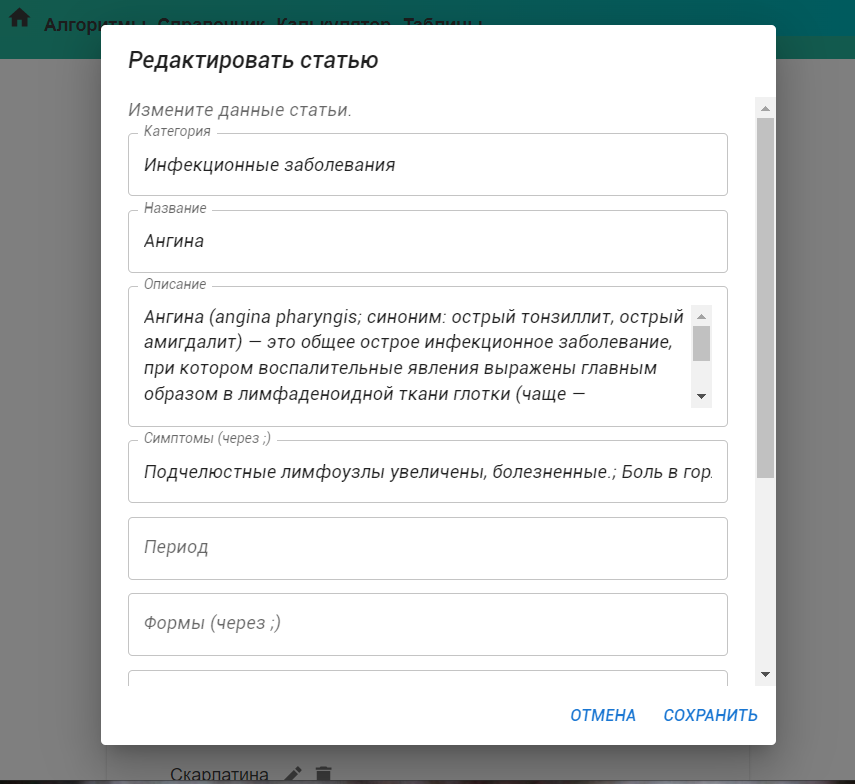 Алгоритмы Справочник Калькулятор Таблицы
Редактировать статью
Измените данные статьи.
Категория
Инфекционные заболевания
Название
Ангина
Описание
Ангина (angina pharyngis; синоним: острый тонзиллит, острый
амигдалит) — это общее острое инфекционное заболевание,
при котором воспалительные явления выражены главным
образом в лимфаденоидной ткани глотки (чаще —
Симптомы (через ;)
Подчелюстные лимфоузлы увеличены, болезненные.; Боль в гор
Период
Формы (через ;)
ОТМЕНА СОХРАНИТЬ
Скарлатина